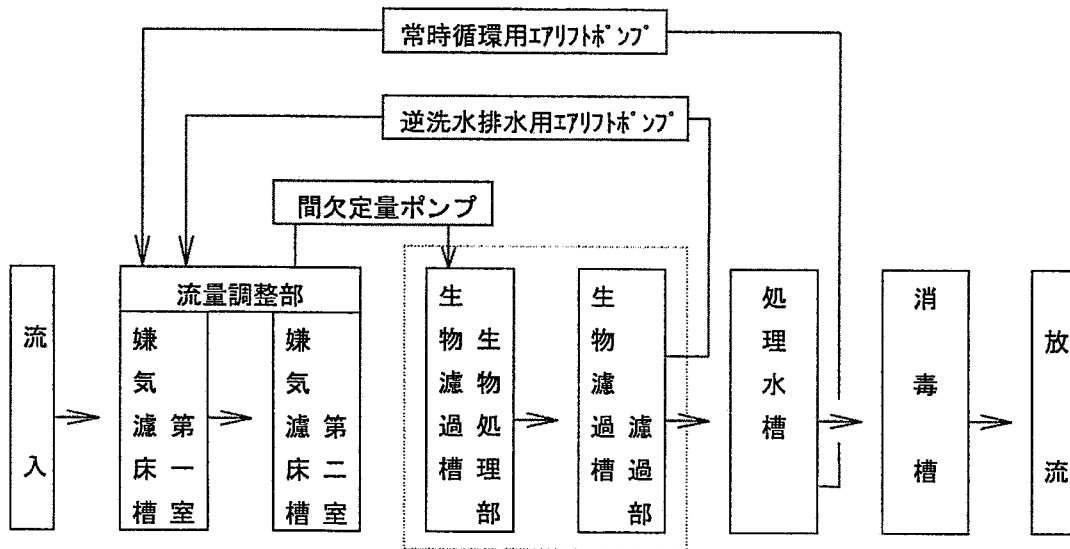 常時循環用エアリフトポンプ
逆洗水排水用エアリフトポンプ
間欠定量ポンプ
流入
流量調整部
嫌気濾床槽
第一室
嫌気濾床槽
第二室
生物濾過槽
生物処理部
生物濾過槽
濾過部
処理水槽
消毒槽
放流